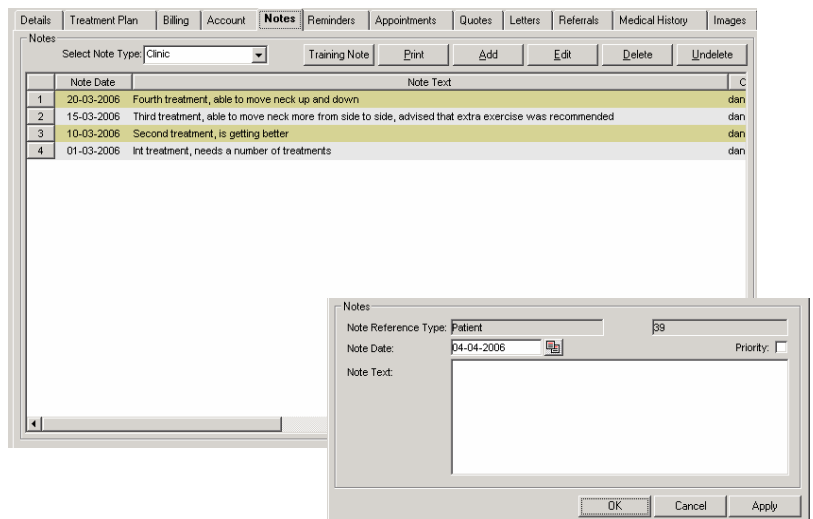 Details Treatment Plan Billing Account Notes Reminders Appointments Quotes Letters Referrals Medical History Images
Notes
Select Note Type: Clinic Training Note Print Add Edit Delete Undelete
Note Date Note Text C
1 20-03-2006 Fourth treatment, able to move neck up and down dan
2 15-03-2006 Third treatment, able to move neck more from side to side, advised that extra exercise was recommended dan
3 10-03-2006 Second treatment, is getting better dan
4 01-03-2006 Int treatment, needs a number of treatments dan
Notes
Note Reference Type: Patient 39
Note Date: 04-04-2006 Priority:
Note Text:
OK Cancel Apply